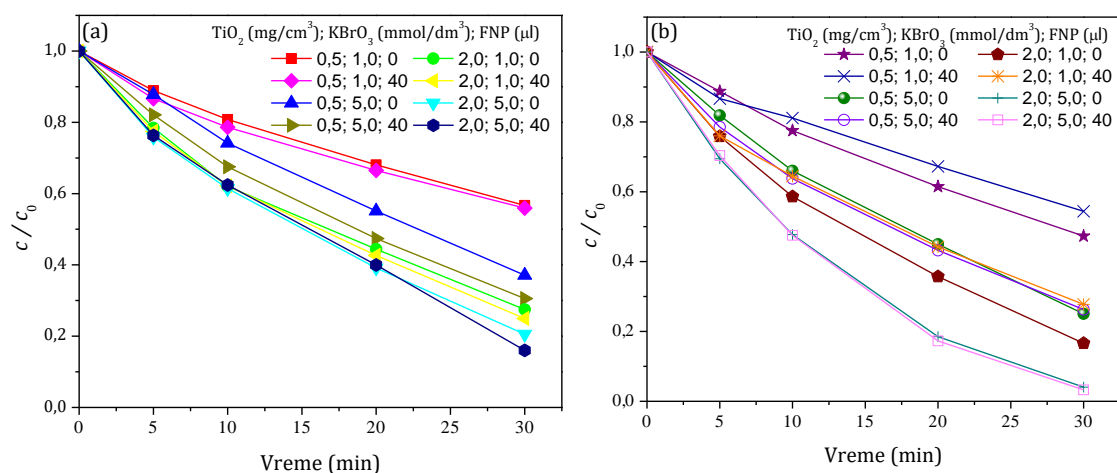 (a)
TiO₂ (mg/cm³); KBrO₃ (mmol/dm³); FNP (μl)
0,5; 1,0; 0
2,0; 1,0; 0
0,5; 1,0; 40
2,0; 1,0; 40
0,5; 5,0; 0
2,0; 5,0; 0
0,5; 5,0; 40
2,0; 5,0; 40
1,0
0,8
0,6
0,4
0,2
0,0
c / c₀
0
5
10
15
20
25
30
Vreme (min)
(b)
TiO₂ (mg/cm³); KBrO₃ (mmol/dm³); FNP (μl)
0,5; 1,0; 0
2,0; 1,0; 0
0,5; 1,0; 40
2,0; 1,0; 40
0,5; 5,0; 0
2,0; 5,0; 0
0,5; 5,0; 40
2,0; 5,0; 40
1,0
0,8
0,6
0,4
0,2
0,0
c / c₀
0
5
10
15
20
25
30
Vreme (min)